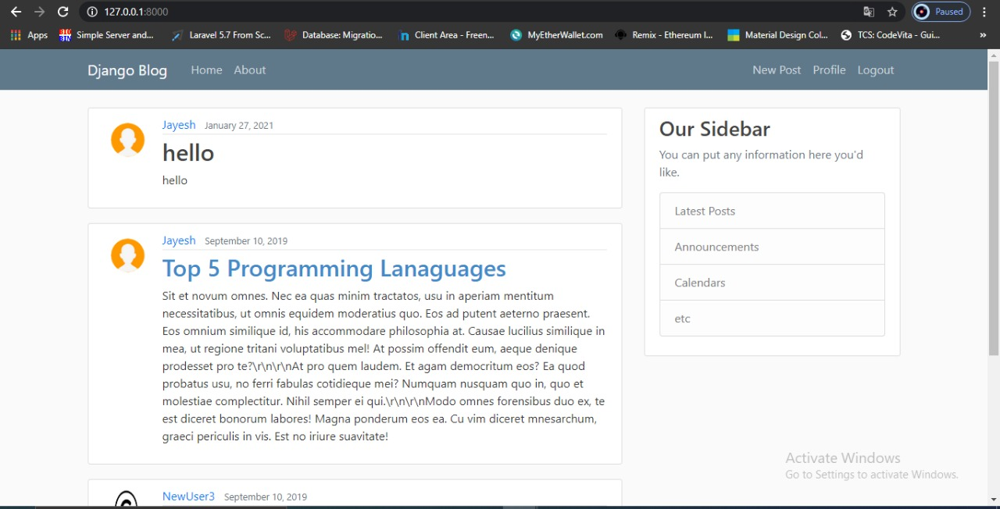 127.0.0.1:8000
Paused
Apps
Simple Server and...
Laravel 5.7 From Sc...
Database: Migratio...
Client Area - Freen...
MyEtherWallet.com
Remix - Ethereum I...
Material Design Col...
TCS: CodeVita - Gui...
»
Django Blog Home About New Post Profile Logout
Jayesh January 27, 2021
hello
hello
Jayesh September 10, 2019
Top 5 Programming Lanaguages
Sit et novum omnes. Nec ea quas minim tractatos, usu in aperiam mentitum
necessitatibus, ut omnis equidem moderatius quo. Eos ad putent aeterno praesent.
Eos omnium similique id, his accommodare philosophia at. Causae lucilius similique in
mea, ut regione tritani voluptatibus mel! At possim offendit eum, aeque denique
prodesset pro te?\r\n\r\nAt pro quem laudem. Et agam democritum eos? Ea quod
probatus usu, no ferri fabulas cotidieque mei? Numquam nusquam quo in, quo et
molestiae complectitur. Nihil semper ei qui.\r\n\r\nModo omnes forensibus duo ex, te
est diceret bonorum labores! Magna ponderum eos ea. Cu vim diceret mnesarchum,
graeci periculis in vis. Est no iriure suavitate!
NewUser3 September 10, 2019
Our Sidebar
You can put any information here you'd
like.
Latest Posts
Announcements
Calendars
etc
Activate Windows
Go to Settings to activate Windows.